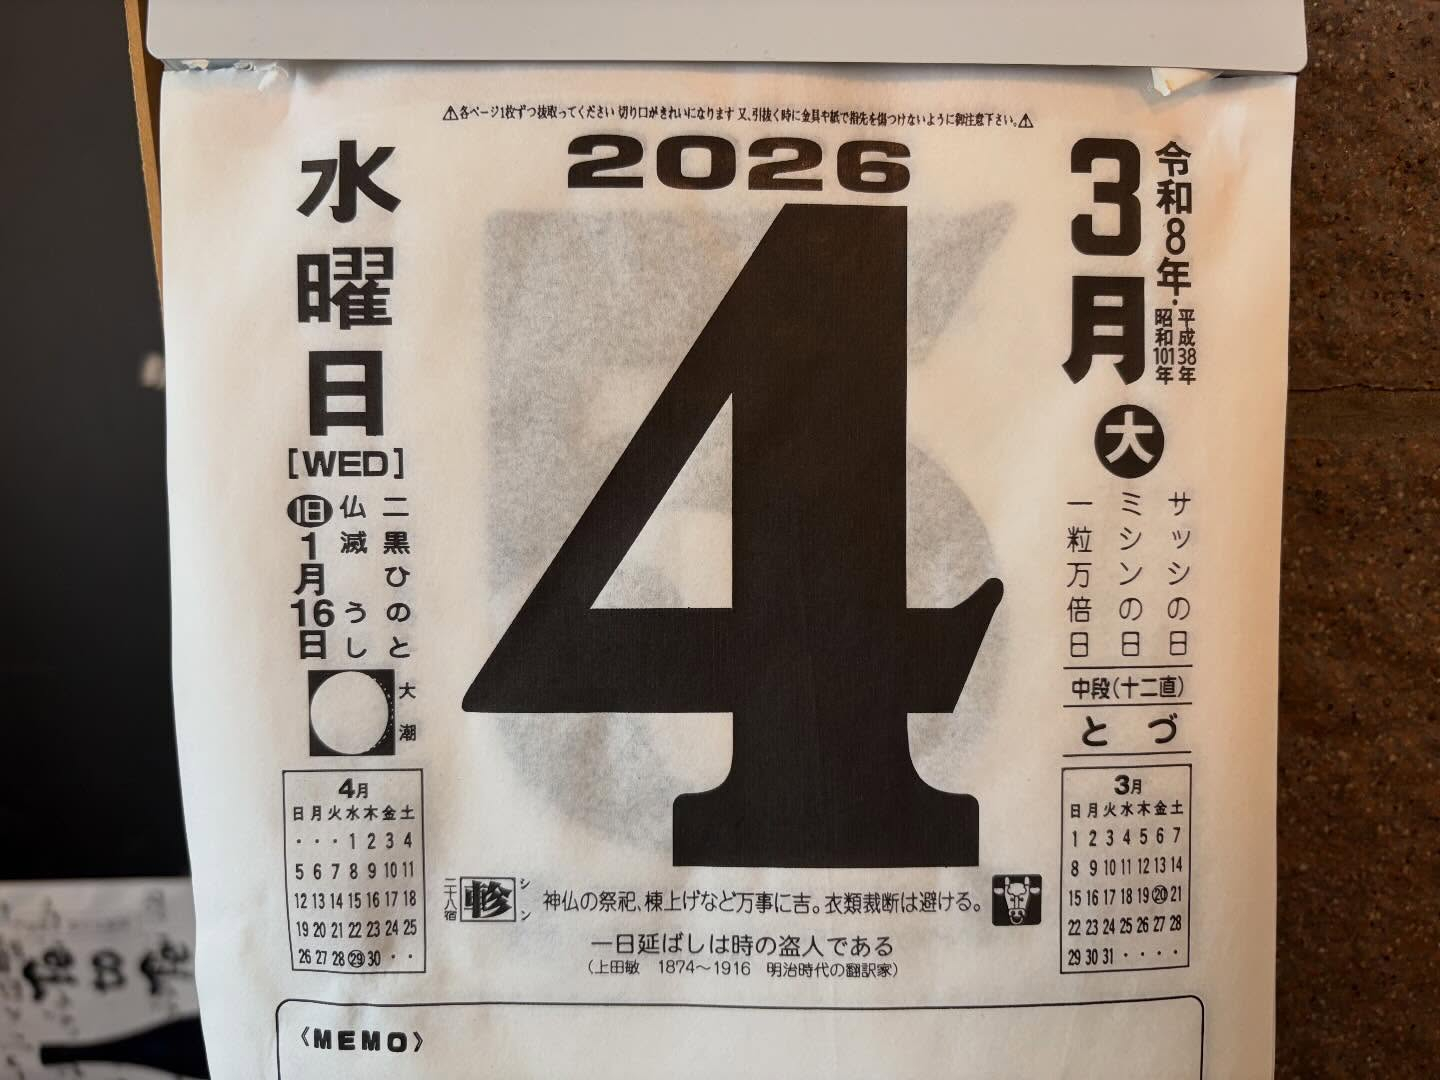 ⚠各ページ1枚ずつ抜取ってください 切り口がきれいになります 又、引抜く時に金具や紙で指先を傷つけないように御注意下さい。⚠
2026
令和8年・平成38年
昭和101年
3月
大
4
水曜日
[WED]
サッシの日
ミシンの日
一粒万倍日
中段(十二直)
とづ
二黒ひのと
仏滅 うし
旧1月16日
大潮
4月
日月火水木金土
・・・1 2 3 4
5 6 7 8 9 10 11
12 13 14 15 16 17 18
19 20 21 22 23 24 25
26 27 28 29 30 ・・
3月
日月火水木金土
1 2 3 4 5 6 7
8 9 10 11 12 13 14
15 16 17 18 19 20 21
22 23 24 25 26 27 28
29 30 31 ・・・・
二十八宿 軫 シン 神仏の祭祀、棟上げなど万事に吉。衣類裁断は避ける。
一日延ばしは時の盗人である
(上田敏 1874〜1916 明治時代の翻訳家)
《MEMO》